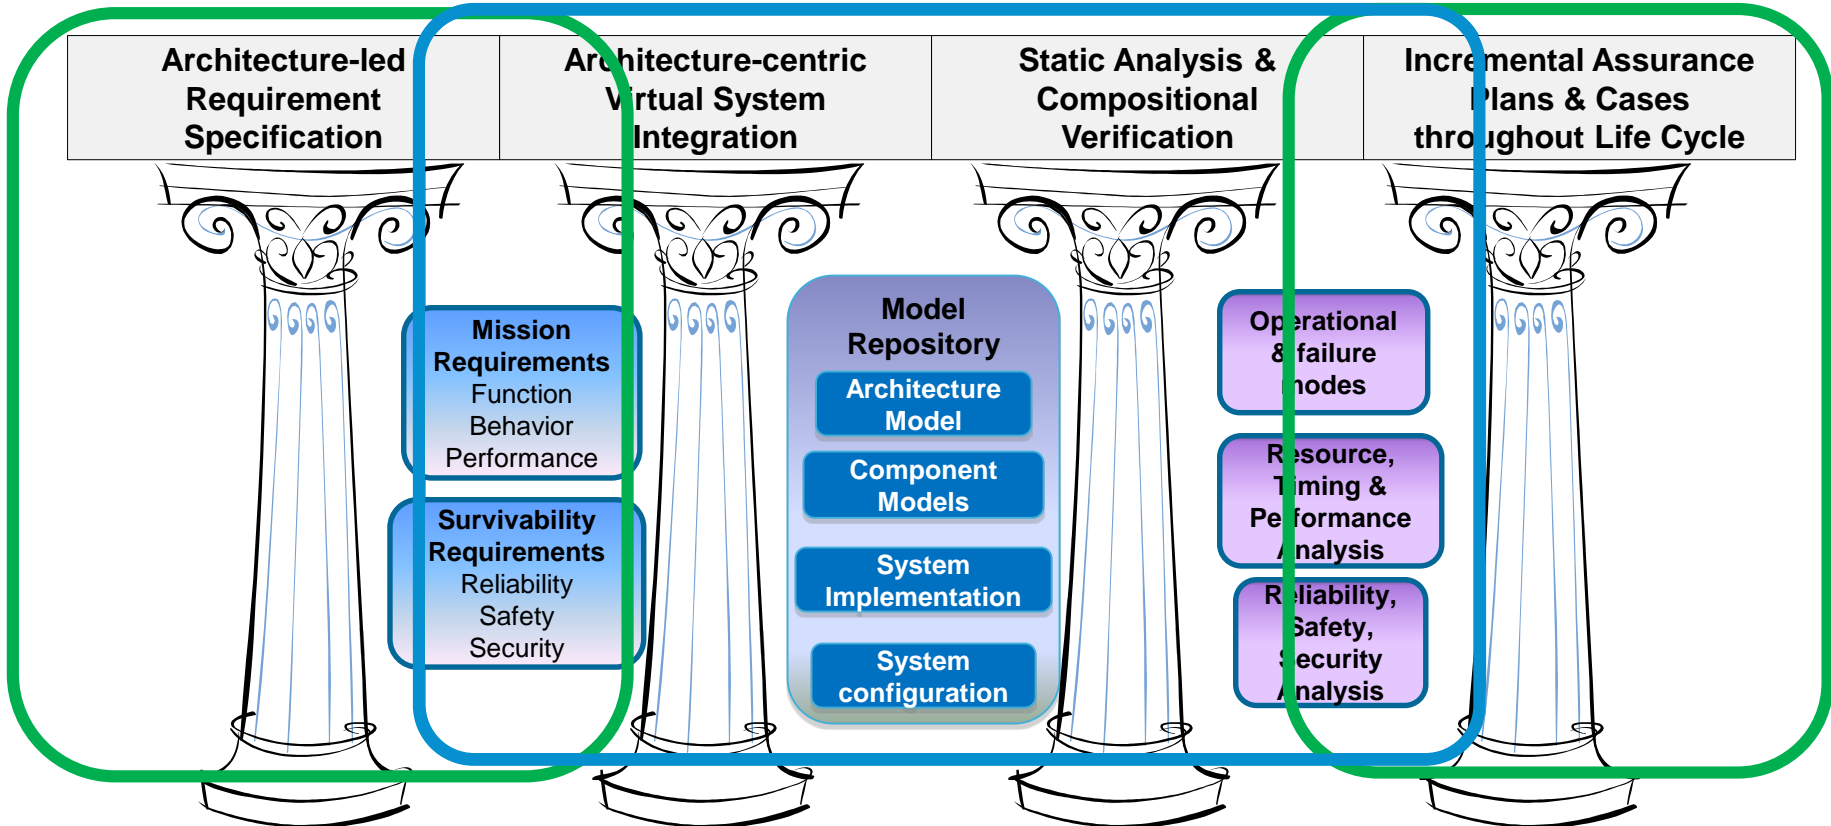 Architecture-led
Requirement
Specification
Architecture-centric
Virtual System
Integration
Static Analysis &
Compositional
Verification
Incremental Assurance
Plans & Cases
throughout Life Cycle
Mission
Requirements
Function
Behavior
Performance
Survivability
Requirements
Reliability
Safety
Security
Model
Repository
Architecture
Model
Component
Models
System
Implementation
System
configuration
Operational
& failure
modes
Resource,
Timing &
Performance
Analysis
Reliability,
Safety,
Security
Analysis